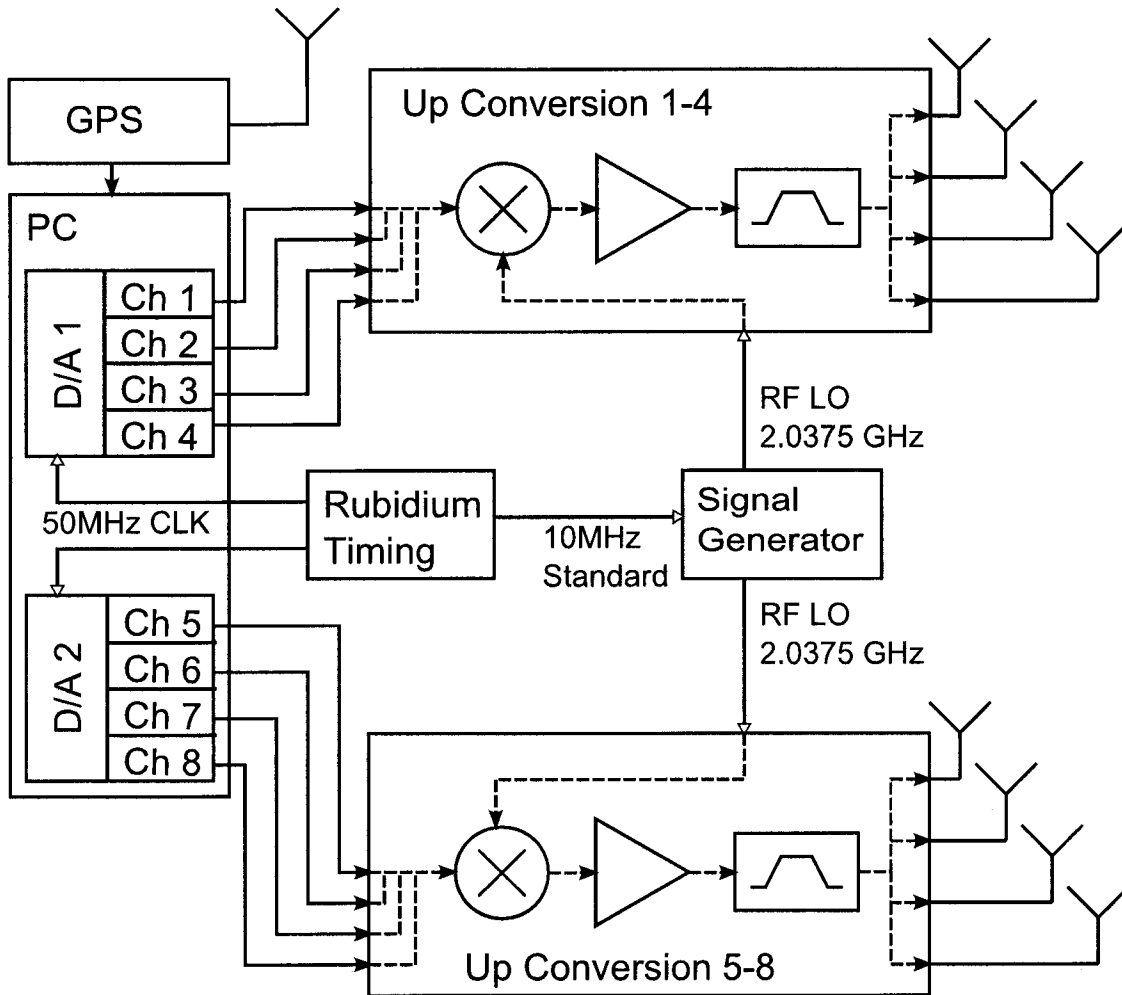 GPS
Up Conversion 1-4
PC
D/A 1
Ch 1
Ch 2
Ch 3
Ch 4
RF LO
2.0375 GHz
50MHz CLK
Rubidium
Timing
10MHz
Standard
Signal
Generator
RF LO
2.0375 GHz
D/A 2
Ch 5
Ch 6
Ch 7
Ch 8
Up Conversion 5-8